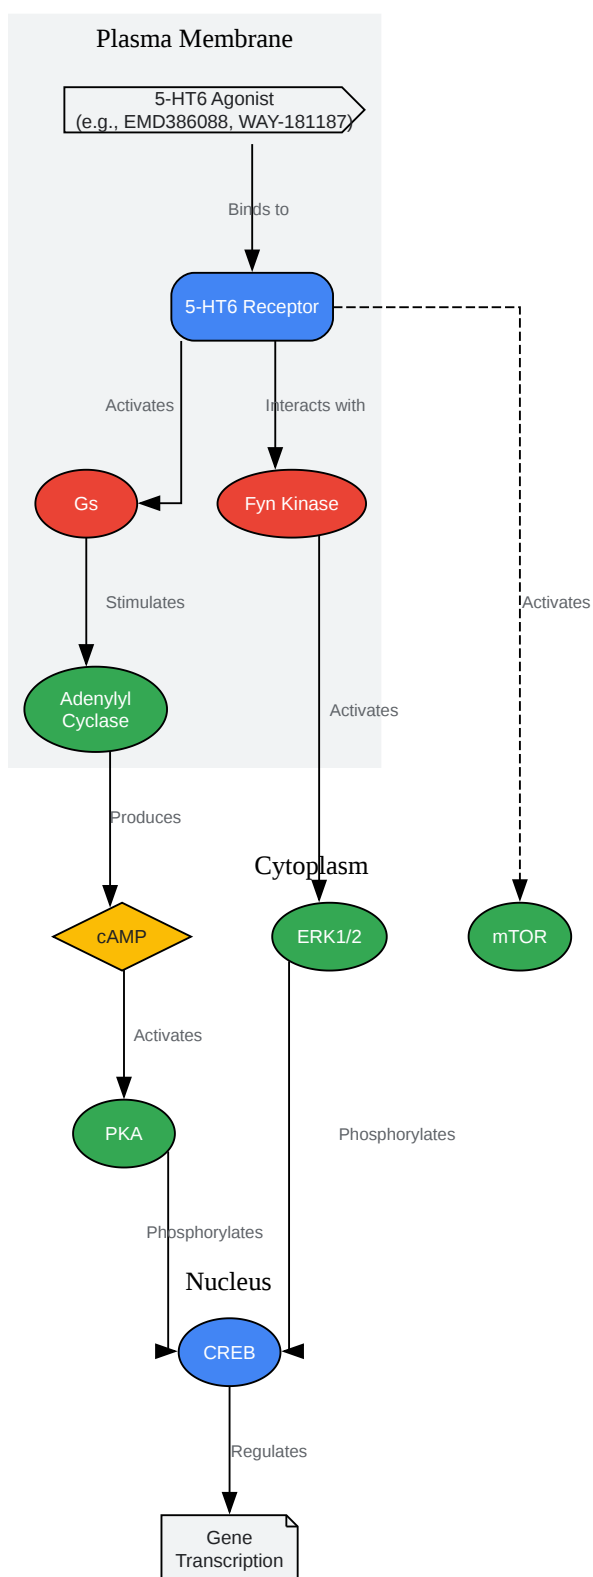 Plasma Membrane
5-HT6 Agonist
(e.g., EMD386088, WAY-181187)
Binds to
5-HT6 Receptor
Activates
Interacts with
Gs
Fyn Kinase
Stimulates
Activates
Adenylyl
Cyclase
Activates
Produces
Cytoplasm
cAMP
ERK1/2
mTOR
Activates
PKA
Phosphorylates
Phosphorylates
Nucleus
CREB
Regulates
Gene
Transcription